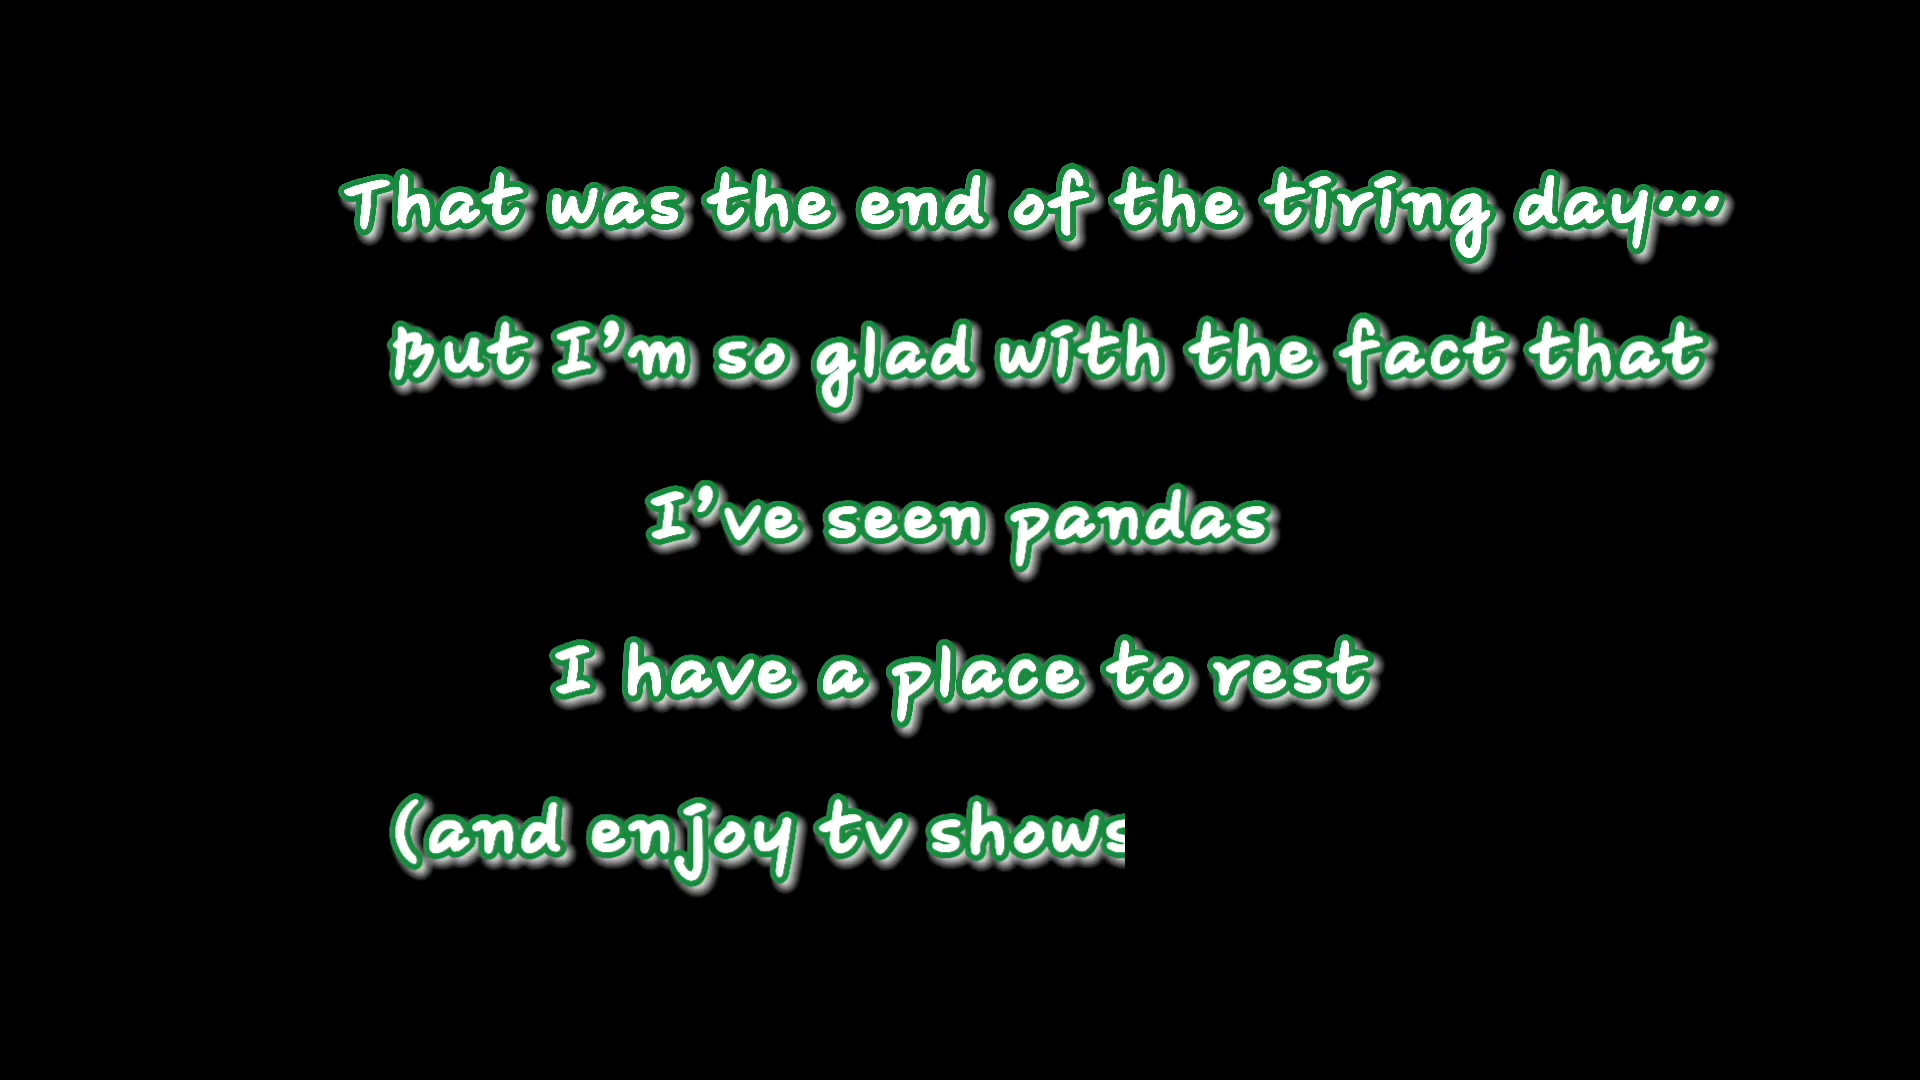 That was the end of the tiring day...
But I'm so glad with the fact that
I've seen pandas
I have a place to rest
(and enjoy tv shows